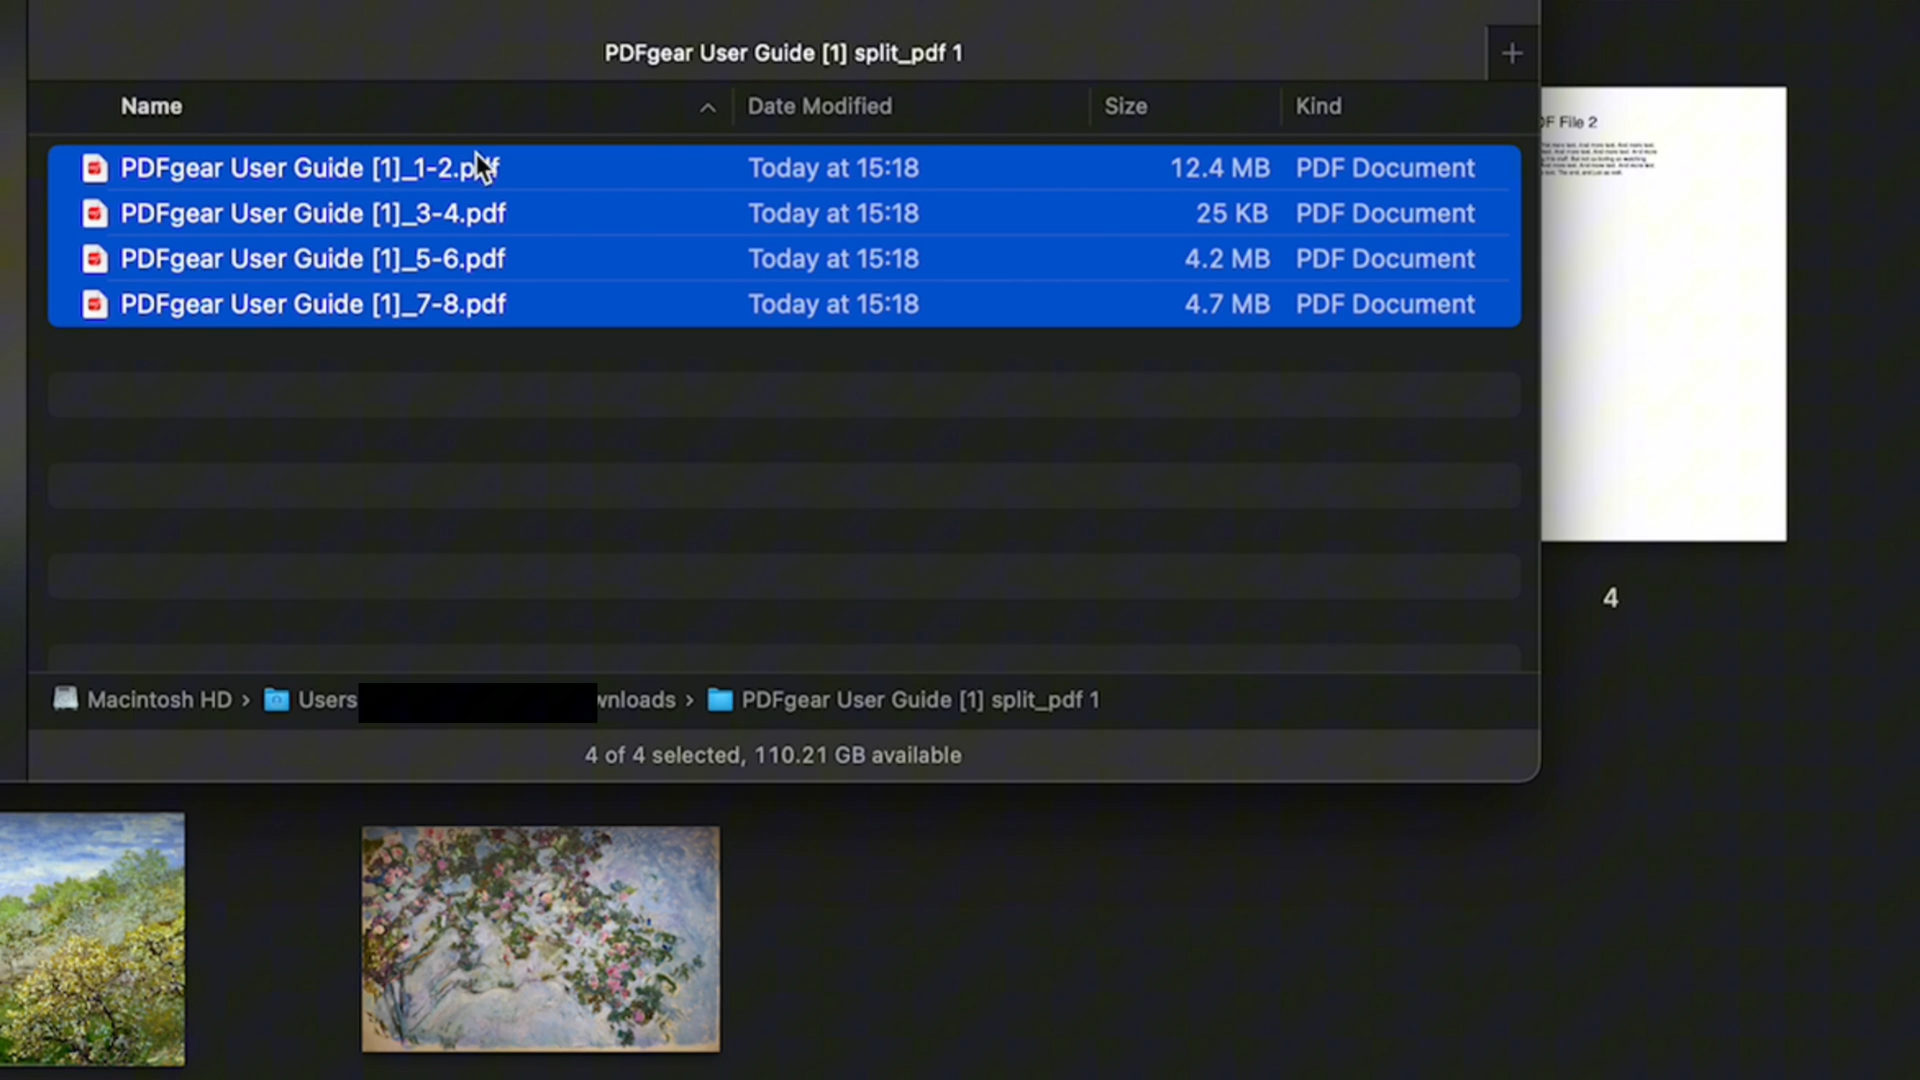 PDFgear User Guide [1] split_pdf 1
Name Date Modified Size Kind
PDFgear User Guide [1]_1-2.pdf Today at 15:18 12.4 MB PDF Document
PDFgear User Guide [1]_3-4.pdf Today at 15:18 25 KB PDF Document
PDFgear User Guide [1]_5-6.pdf Today at 15:18 4.2 MB PDF Document
PDFgear User Guide [1]_7-8.pdf Today at 15:18 4.7 MB PDF Document
Macintosh HD › Users wnloads › PDFgear User Guide [1] split_pdf 1
4 of 4 selected, 110.21 GB available
DF File 2
4